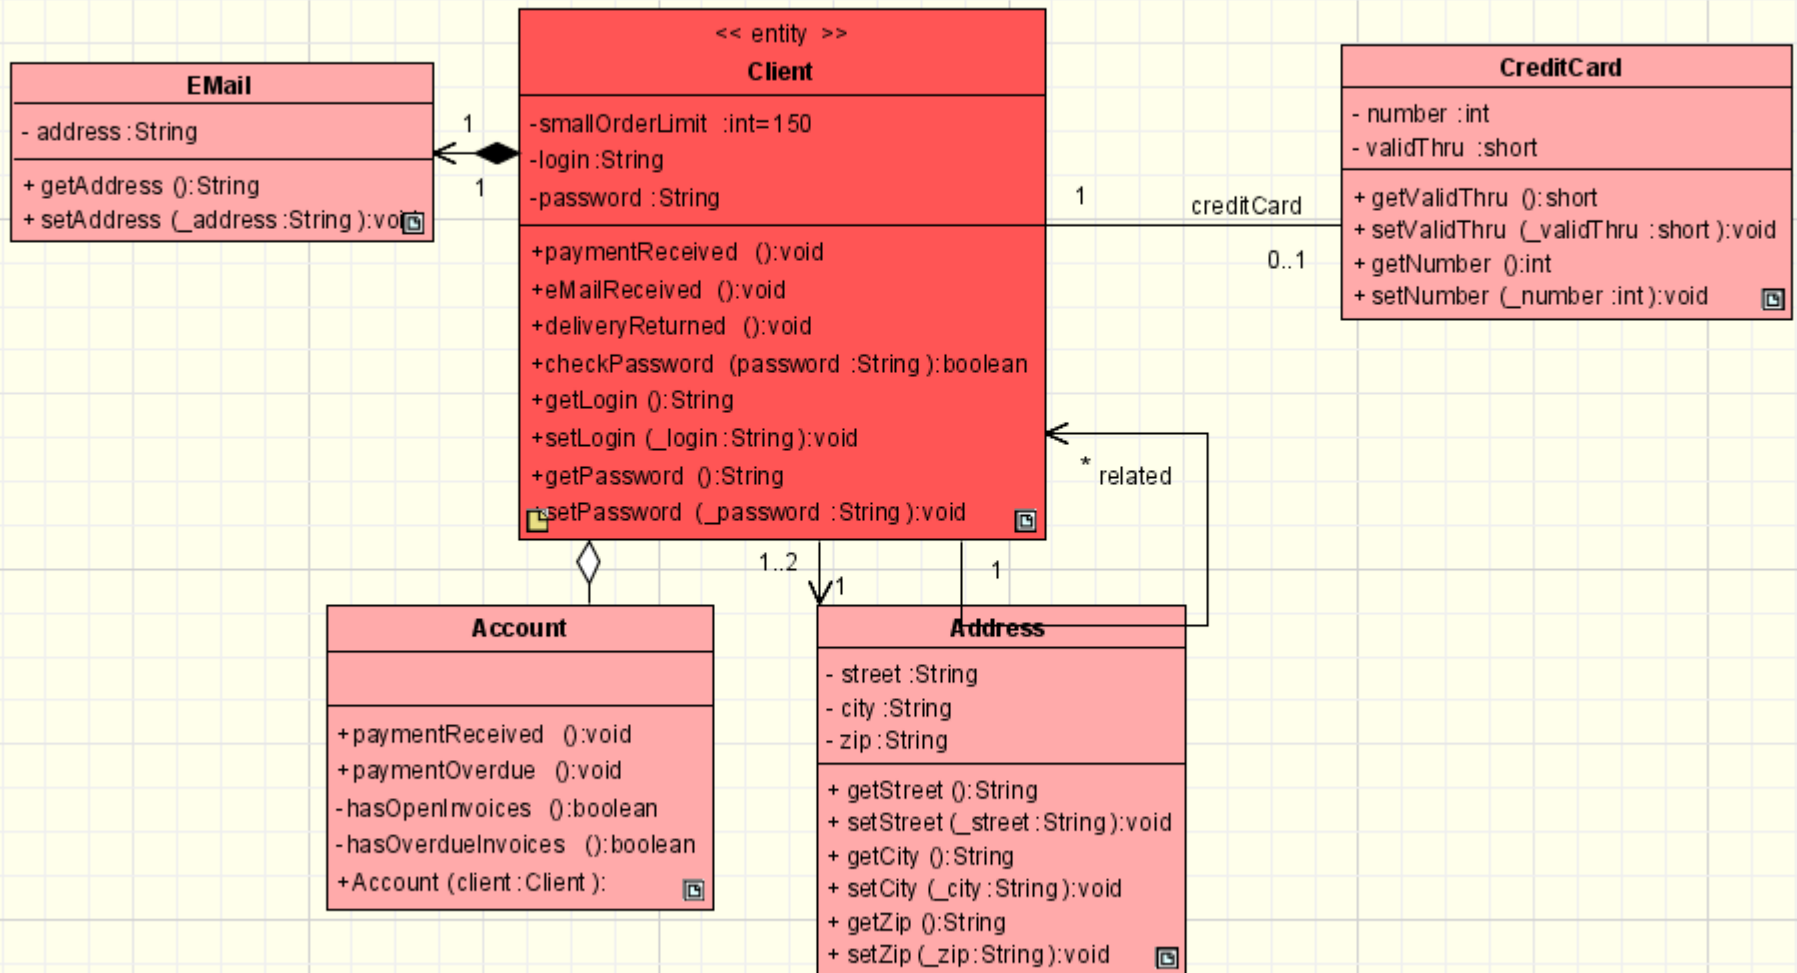 EMail
- address :String
+ getAddress ():String
+ setAddress (_address :String ):voi
1
1
<< entity >>
Client
-smallOrderLimit :int=150
-login :String
-password :String
+paymentReceived ():void
+eMailReceived ():void
+deliveryReturned ():void
+checkPassword (password :String ):boolean
+getLogin ():String
+setLogin (_login :String ):void
+getPassword ():String
setPassword (_password :String ):void
1
creditCard
0..1
CreditCard
- number :int
- validThru :short
+ getValidThru ():short
+ setValidThru (_validThru :short ):void
+ getNumber ():int
+ setNumber (_number :int ):void
*
related
1..2
1
1
Account
+paymentReceived ():void
+paymentOverdue ():void
-hasOpenInvoices ():boolean
-hasOverdueInvoices ():boolean
+Account (client :Client ):
Address
- street :String
- city :String
- zip :String
+ getStreet ():String
+ setStreet (_street :String ):void
+ getCity ():String
+ setCity (_city :String ):void
+ getZip ():String
+ setZip (_zip :String ):void